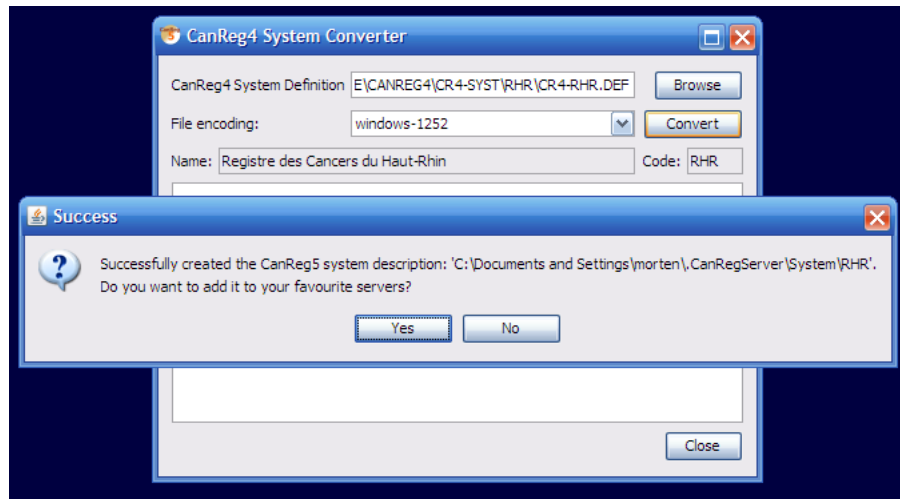 CanReg4 System Converter
CanReg4 System Definition E\CANREG4\CR4-SYST\RHR\CR4-RHR.DEF Browse
File encoding: windows-1252 Convert
Name: Registre des Cancers du Haut-Rhin Code: RHR
Success
Successfully created the CanReg5 system description: 'C:\Documents and Settings\morten\.CanRegServer\System\RHR'.
Do you want to add it to your favourite servers?
Yes No
Close